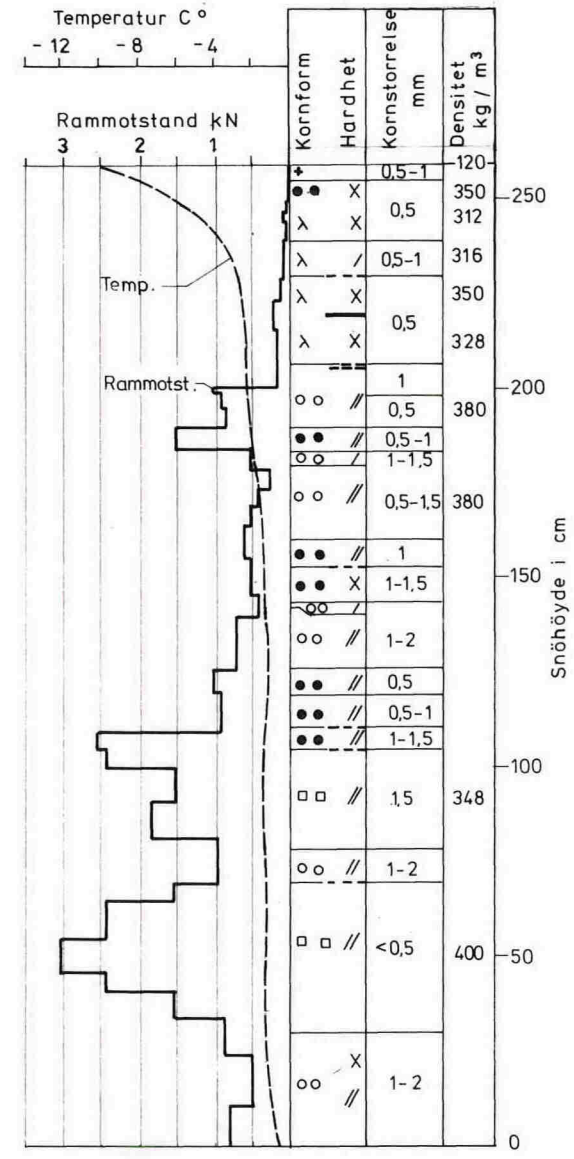 Temperatur C°
-12 -8 -4
Rammotstand kN
3 2 1
Kornform
Hardhet
Kornstorrelse mm
Densitet kg / m³
0,5-1 120
350
250
0,5 312
0,5-1 316
Temp.
350
0,5
328
Rammotst. 1 200
0,5 380
0,5-1
1-1,5
0,5-1,5 380
1
150
1-1,5
1-2
0,5
0,5-1
1-1,5
100
1,5 348
1-2
<0,5 400 50
1-2
0
Snöhöyde i cm